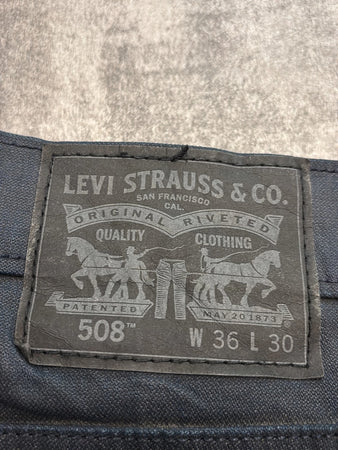 LEVI STRAUSS & CO.
SAN FRANCISCO
CAL.
ORIGINAL RIVETED
QUALITY CLOTHING
PATENTED MAY 20 1873
508™ W 36 L 30